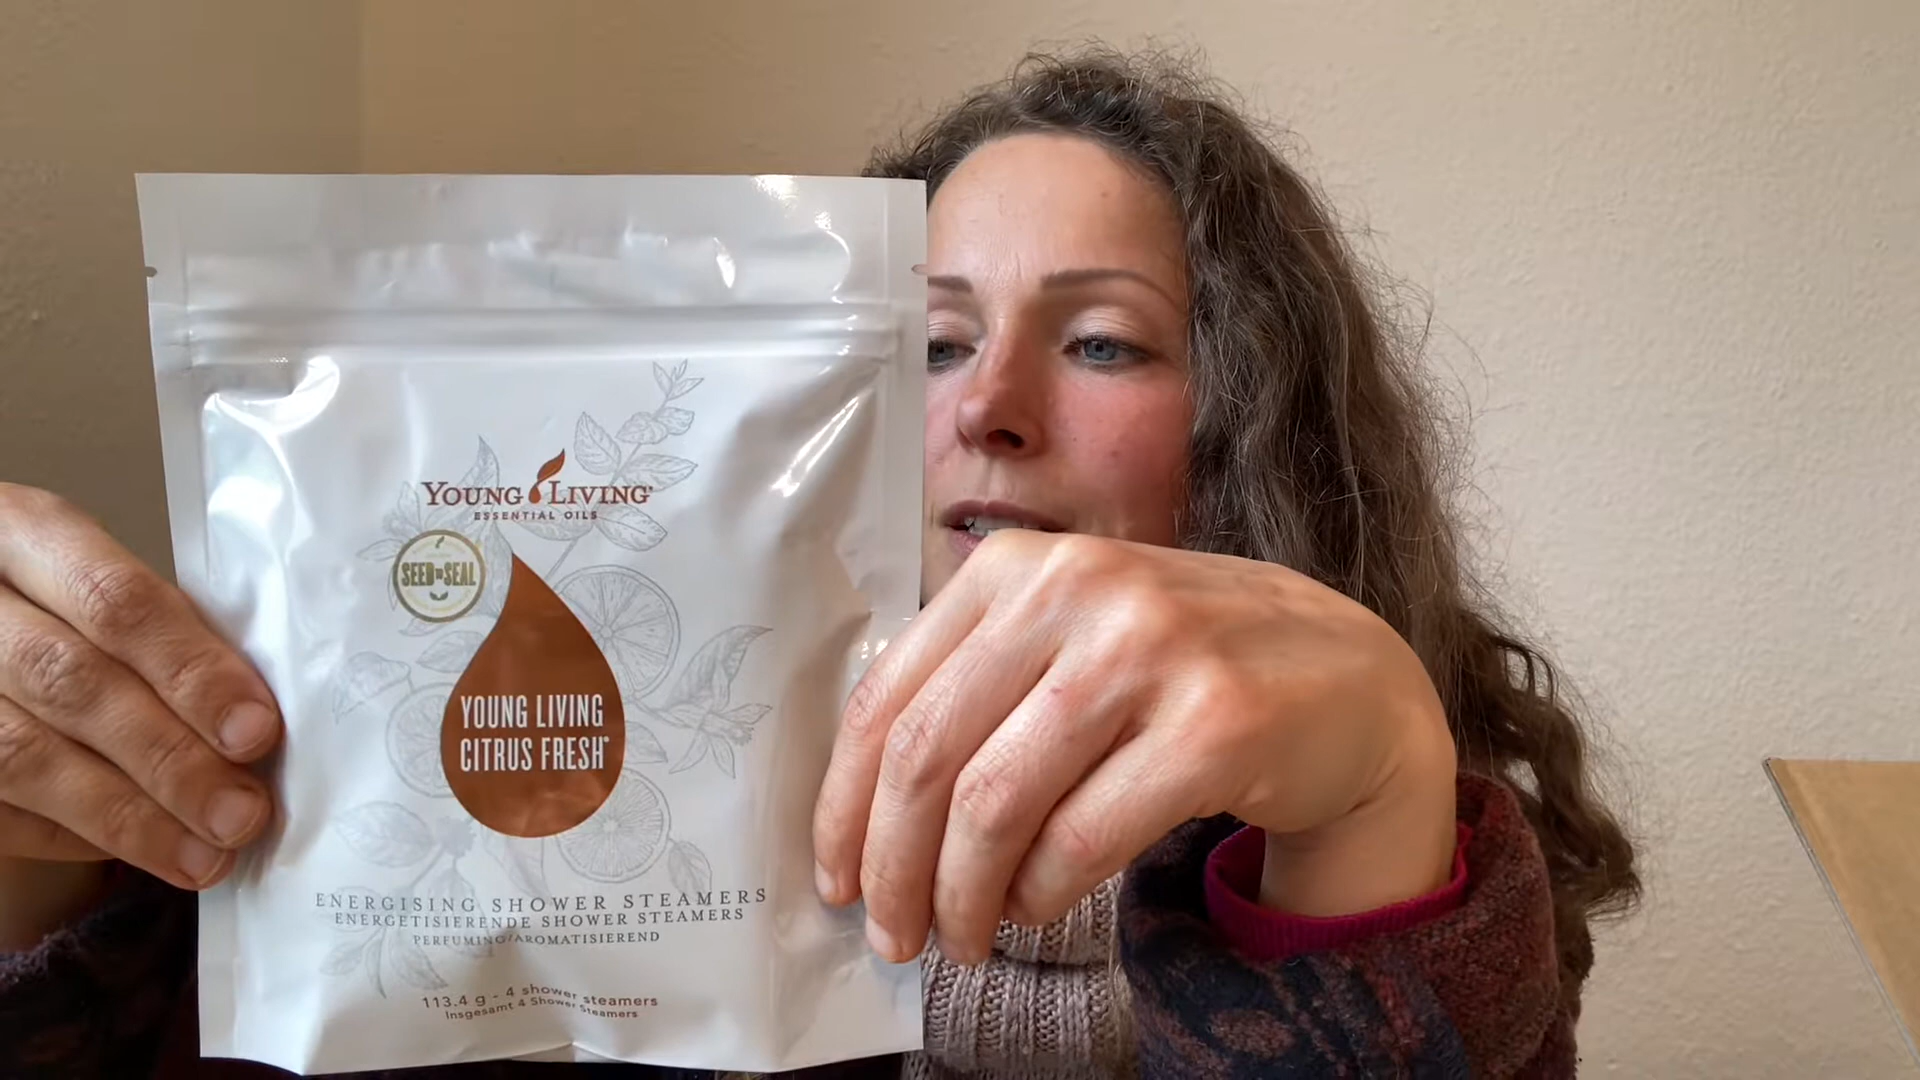 YOUNG LIVING
ESSENTIAL OILS
SEED TO SEAL
YOUNG LIVING
CITRUS FRESH®
ENERGISING SHOWER STEAMERS
ENERGETISIERENDE SHOWER STEAMERS
PERFUMING/AROMATISIEREND
113.4 g - 4 shower steamers
Insgesamt 4 Shower Steamers